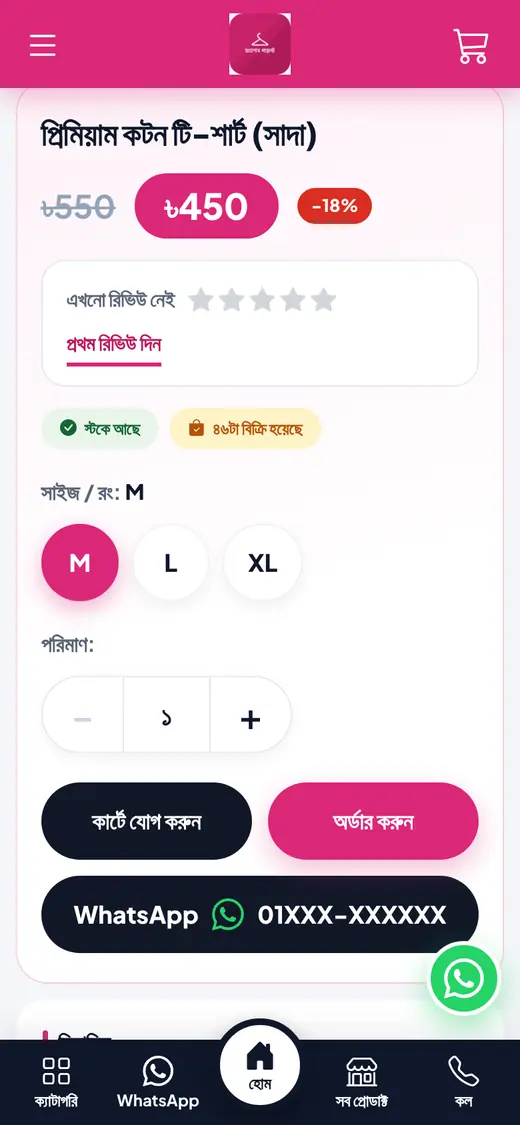 প্রিমিয়াম কটন টি-শার্ট (সাদা)
৳550 ৳450 -18%
এখনো রিভিউ নেই
প্রথম রিভিউ দিন
স্টকে আছে ৪৬টা বিক্রি হয়েছে
সাইজ / রং: M
M L XL
পরিমাণ:
− ১ +
কার্টে যোগ করুন অর্ডার করুন
WhatsApp 01XXX-XXXXXX
ক্যাটাগরি WhatsApp হোম সব প্রোডাক্ট কল